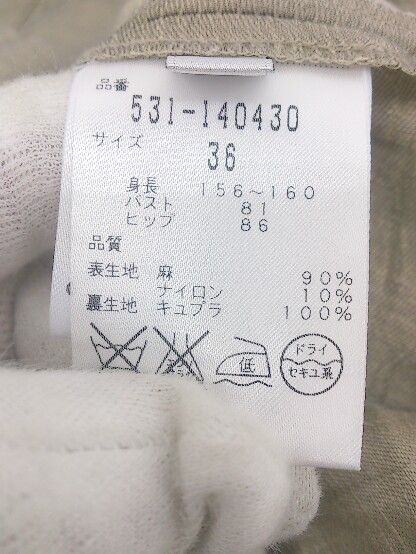 品番
531-140430
サイズ
36
身長 156～160
バスト 81
ヒップ 86
品質
表生地 麻 90%
ナイロン 10%
裏生地 キュプラ 100%
低
ドライ
セキユ系